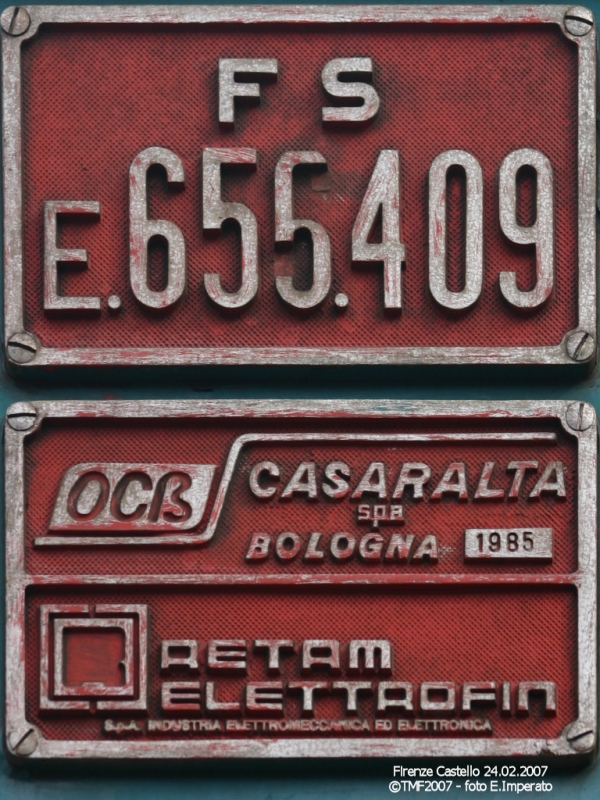 FS
E.655.409
OCB
CASARALTA
spa
BOLOGNA 1985
RETAM
ELETTROFIN
S.p.A. INDUSTRIA ELETTROMECCANICA ED ELETTRONICA
Firenze Castello 24.02.2007
©TMF2007 - foto E.Imperato